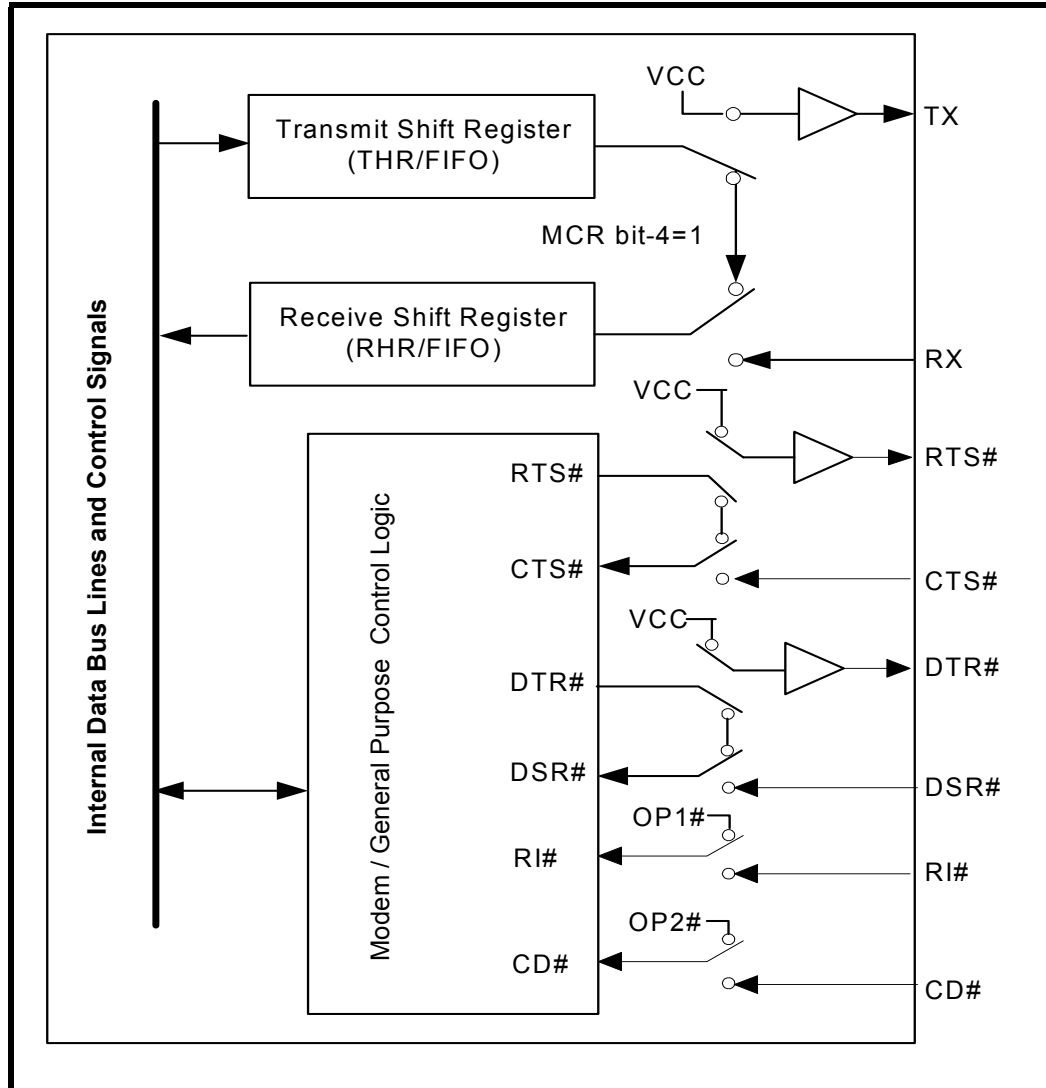 VCC
TX
Transmit Shift Register
(THR/FIFO)
MCR bit-4=1
Receive Shift Register
(RHR/FIFO)
RX
VCC
RTS#
RTS#
CTS#
CTS#
VCC
DTR#
DTR#
DSR#
DSR#
OP1#
RI#
RI#
OP2#
CD#
CD#
Internal Data Bus Lines and Control Signals
Modem / General Purpose Control Logic